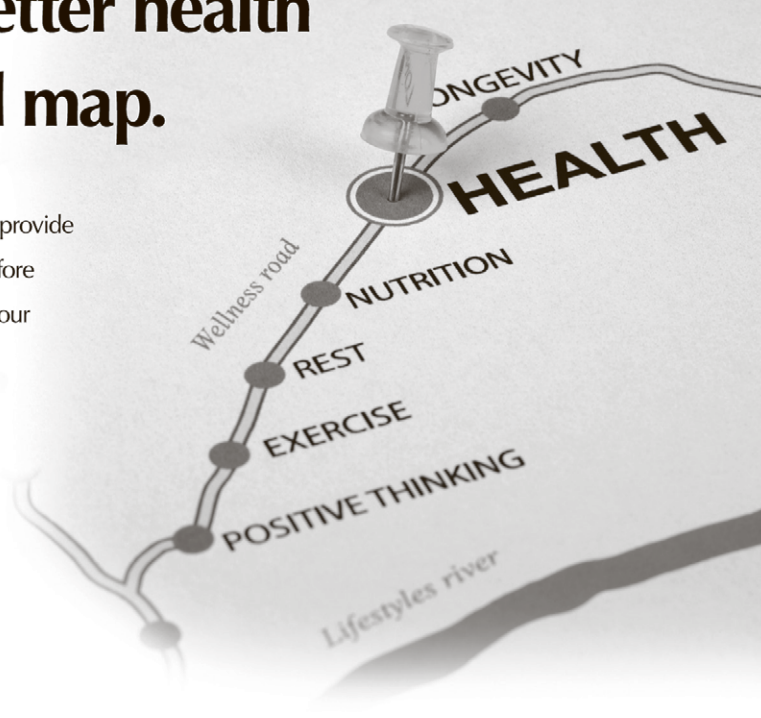 etter health
map.
provide
fore
our
ONGEVITY
HEALTH
Wellness road
NUTRITION
REST
EXERCISE
POSITIVE THINKING
Lifestyles river